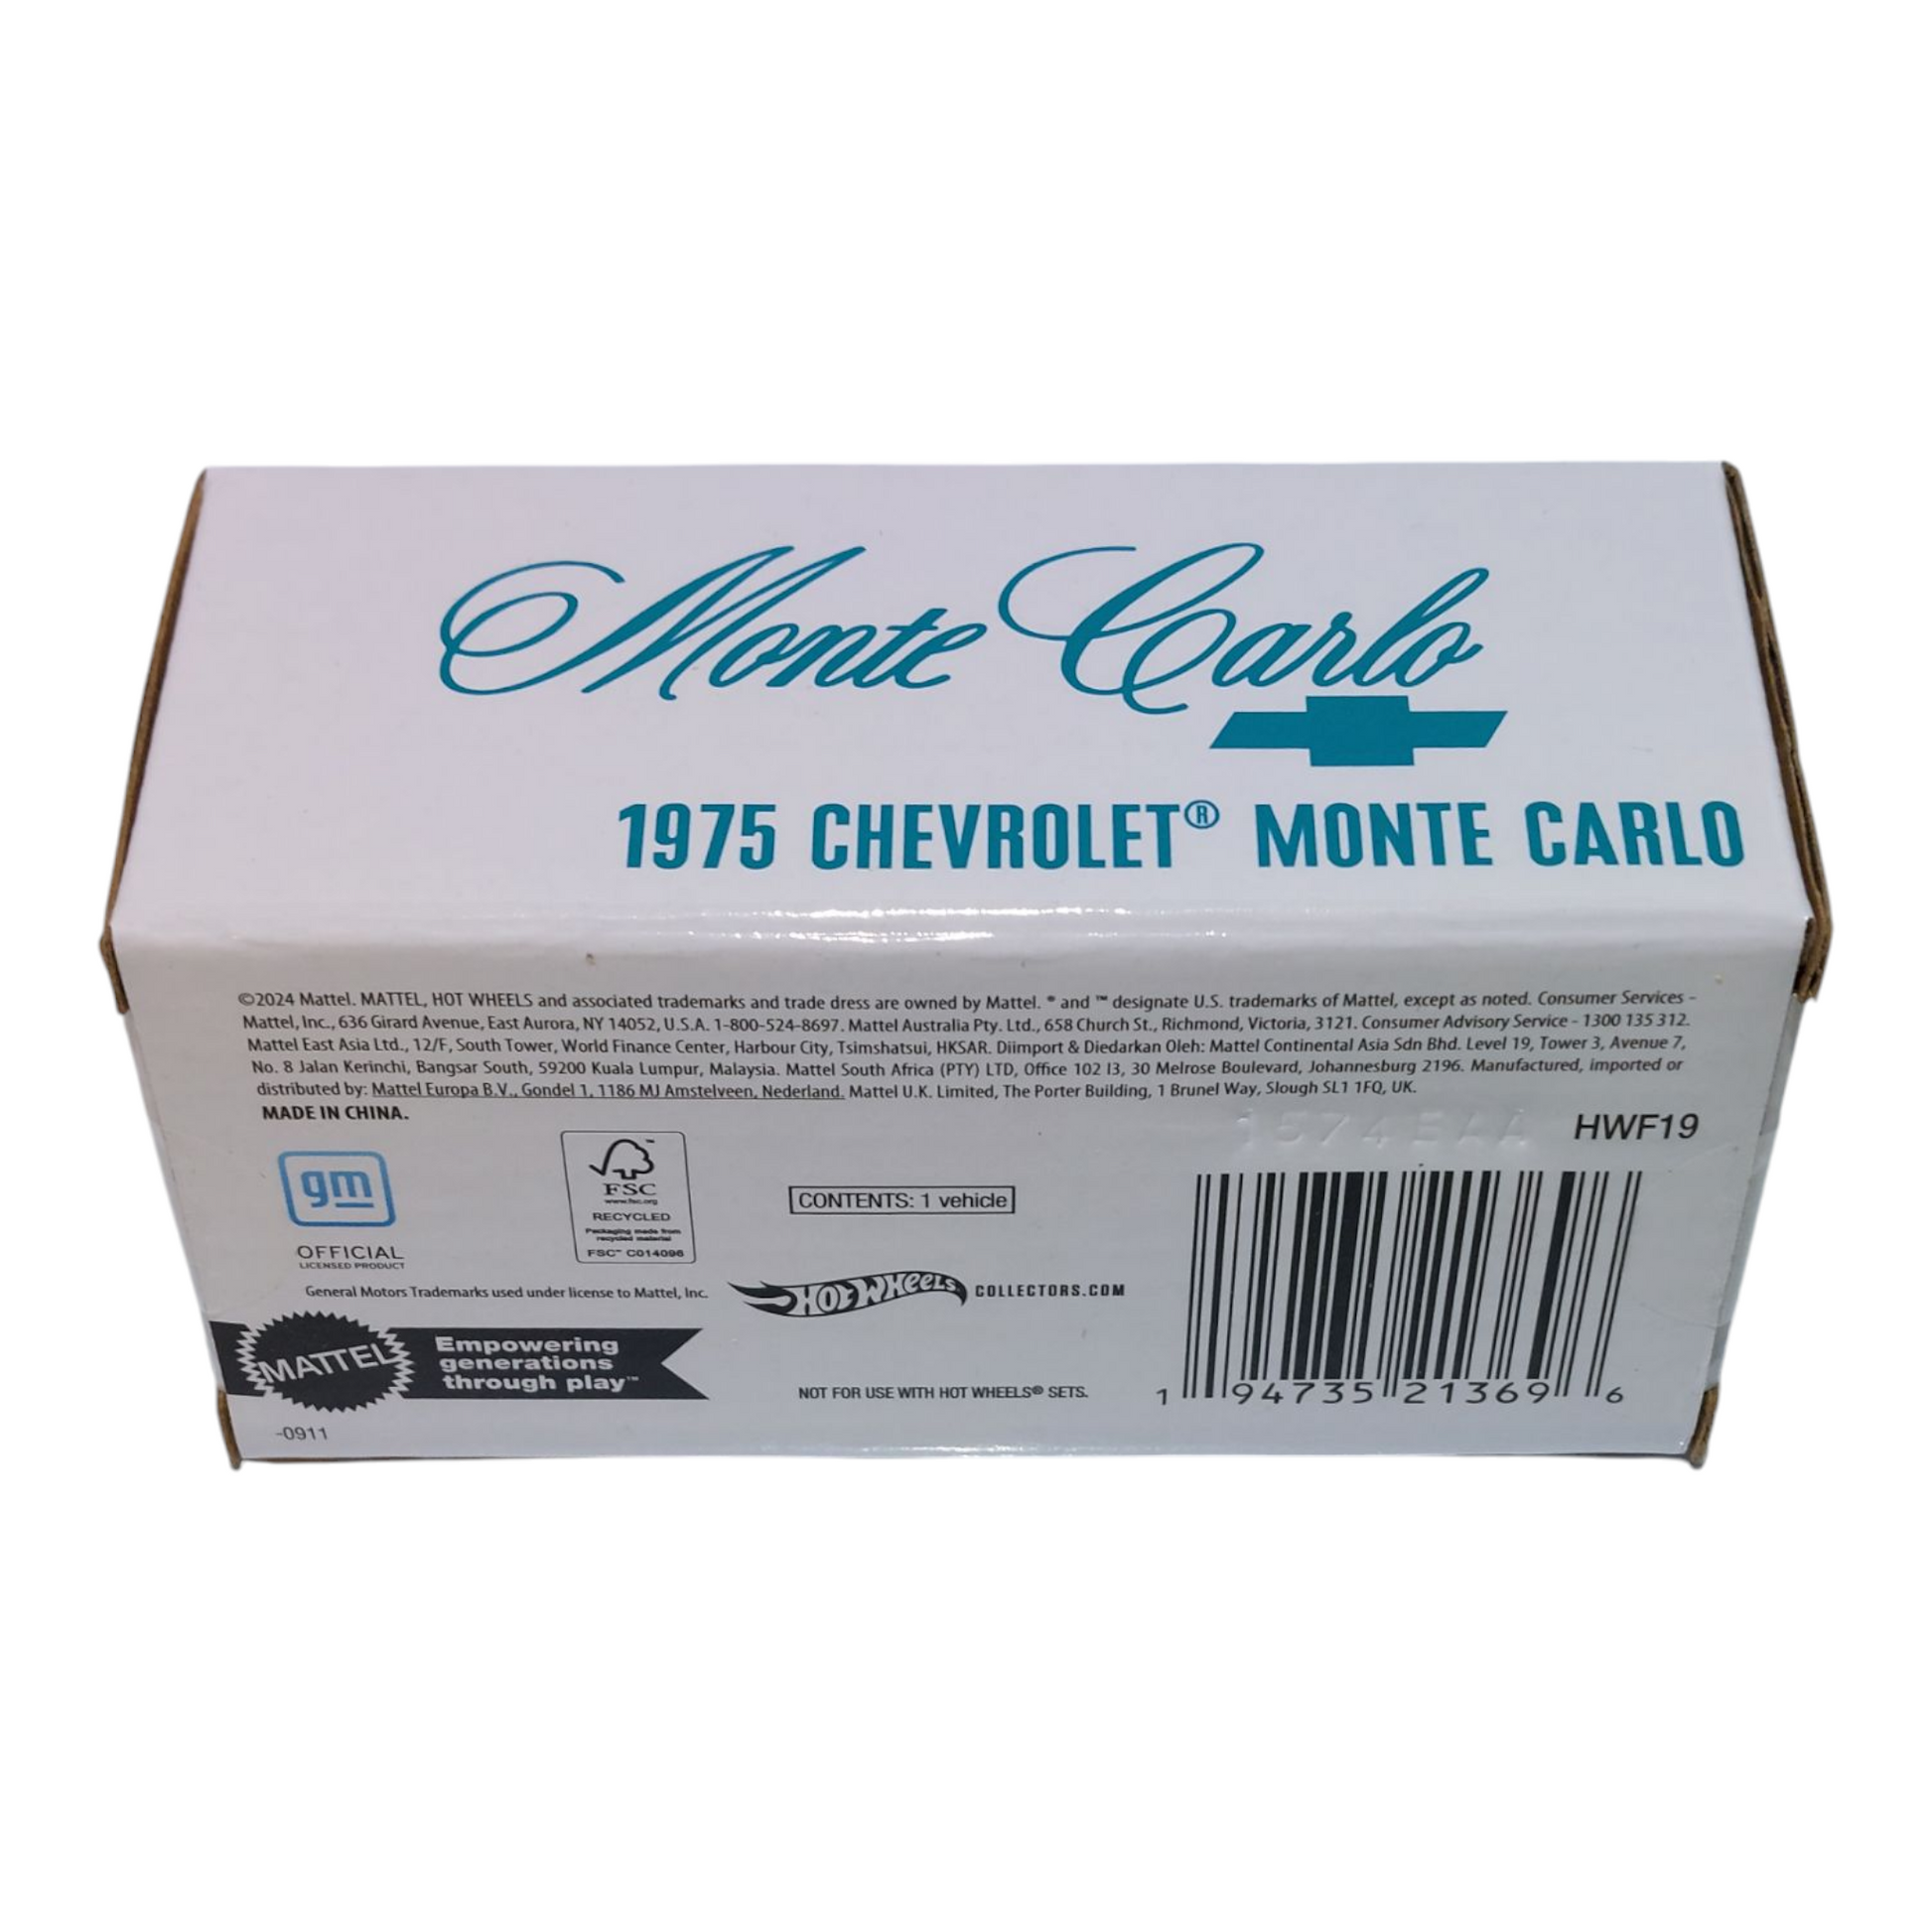 Monte Carlo
1975 CHEVROLET® MONTE CARLO
©2024 Mattel. MATTEL, HOT WHEELS and associated trademarks and trade dress are owned by Mattel. ® and ™ designate U.S. trademarks of Mattel, except as noted. Consumer Services -
Mattel, Inc., 636 Girard Avenue, East Aurora, NY 14052, U.S.A. 1-800-524-8697. Mattel Australia Pty. Ltd., 658 Church St., Richmond, Victoria, 3121. Consumer Advisory Service - 1300 135 312.
Mattel East Asia Ltd., 12/F, South Tower, World Finance Center, Harbour City, Tsimshatsui, HKSAR. Diimport & Diedarkan Oleh: Mattel Continental Asia Sdn Bhd. Level 19, Tower 3, Avenue 7,
No. 8 Jalan Kerinchi, Bangsar South, 59200 Kuala Lumpur, Malaysia. Mattel South Africa (PTY) LTD, Office 102 I3, 30 Melrose Boulevard, Johannesburg 2196. Manufactured, imported or
distributed by: Mattel Europa B.V., Gondel 1, 1186 MJ Amstelveen, Nederland. Mattel U.K. Limited, The Porter Building, 1 Brunel Way, Slough SL1 1FQ, UK.
MADE IN CHINA.
1574EAA
HWF19
gm
OFFICIAL
LICENSED PRODUCT
FSC™
www.fsc.org
RECYCLED
Packaging made from
recycled material
FSC™ C014096
CONTENTS: 1 vehicle
General Motors Trademarks used under license to Mattel, Inc.
HOT WHEELS COLLECTORS.COM
MATTEL
Empowering
generations
through play™
NOT FOR USE WITH HOT WHEELS® SETS.
1 94735 21369 6
-0911